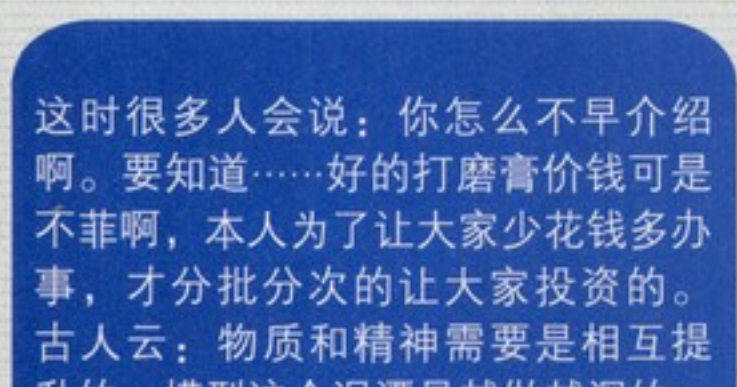 这时很多人会说：你怎么不早介绍
啊。要知道……好的打磨膏价钱可是
不菲啊，本人为了让大家少花钱多办
事，才分批分次的让大家投资的。
古人云：物质和精神需要是相互提